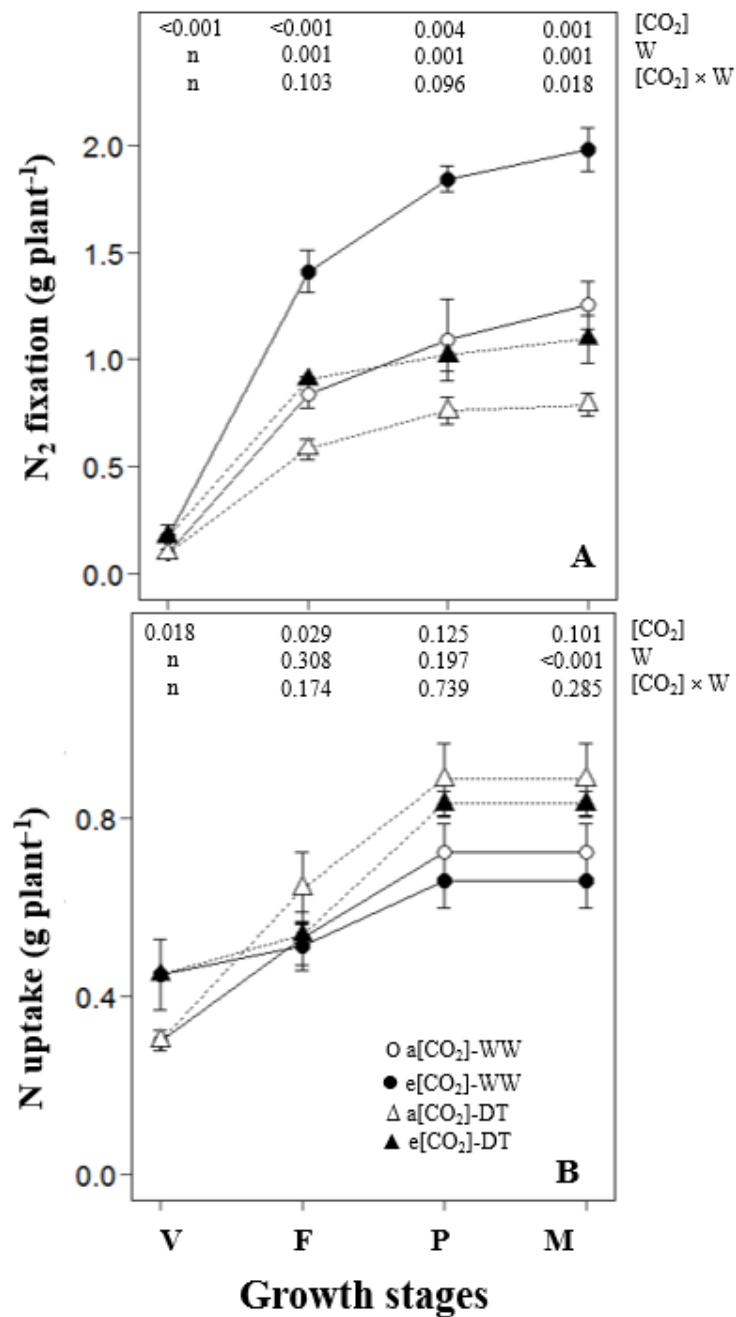 <0.001 <0.001 0.004 0.001 [CO₂]
n 0.001 0.001 0.001 W
n 0.103 0.096 0.018 [CO₂] × W
2.0
1.5
1.0
0.5
0.0
N₂ fixation (g plant⁻¹)
A
0.018 0.029 0.125 0.101 [CO₂]
n 0.308 0.197 <0.001 W
n 0.174 0.739 0.285 [CO₂] × W
0.8
0.4
0.0
N uptake (g plant⁻¹)
a[CO₂]-WW
e[CO₂]-WW
a[CO₂]-DT
e[CO₂]-DT
B
V F P M
Growth stages